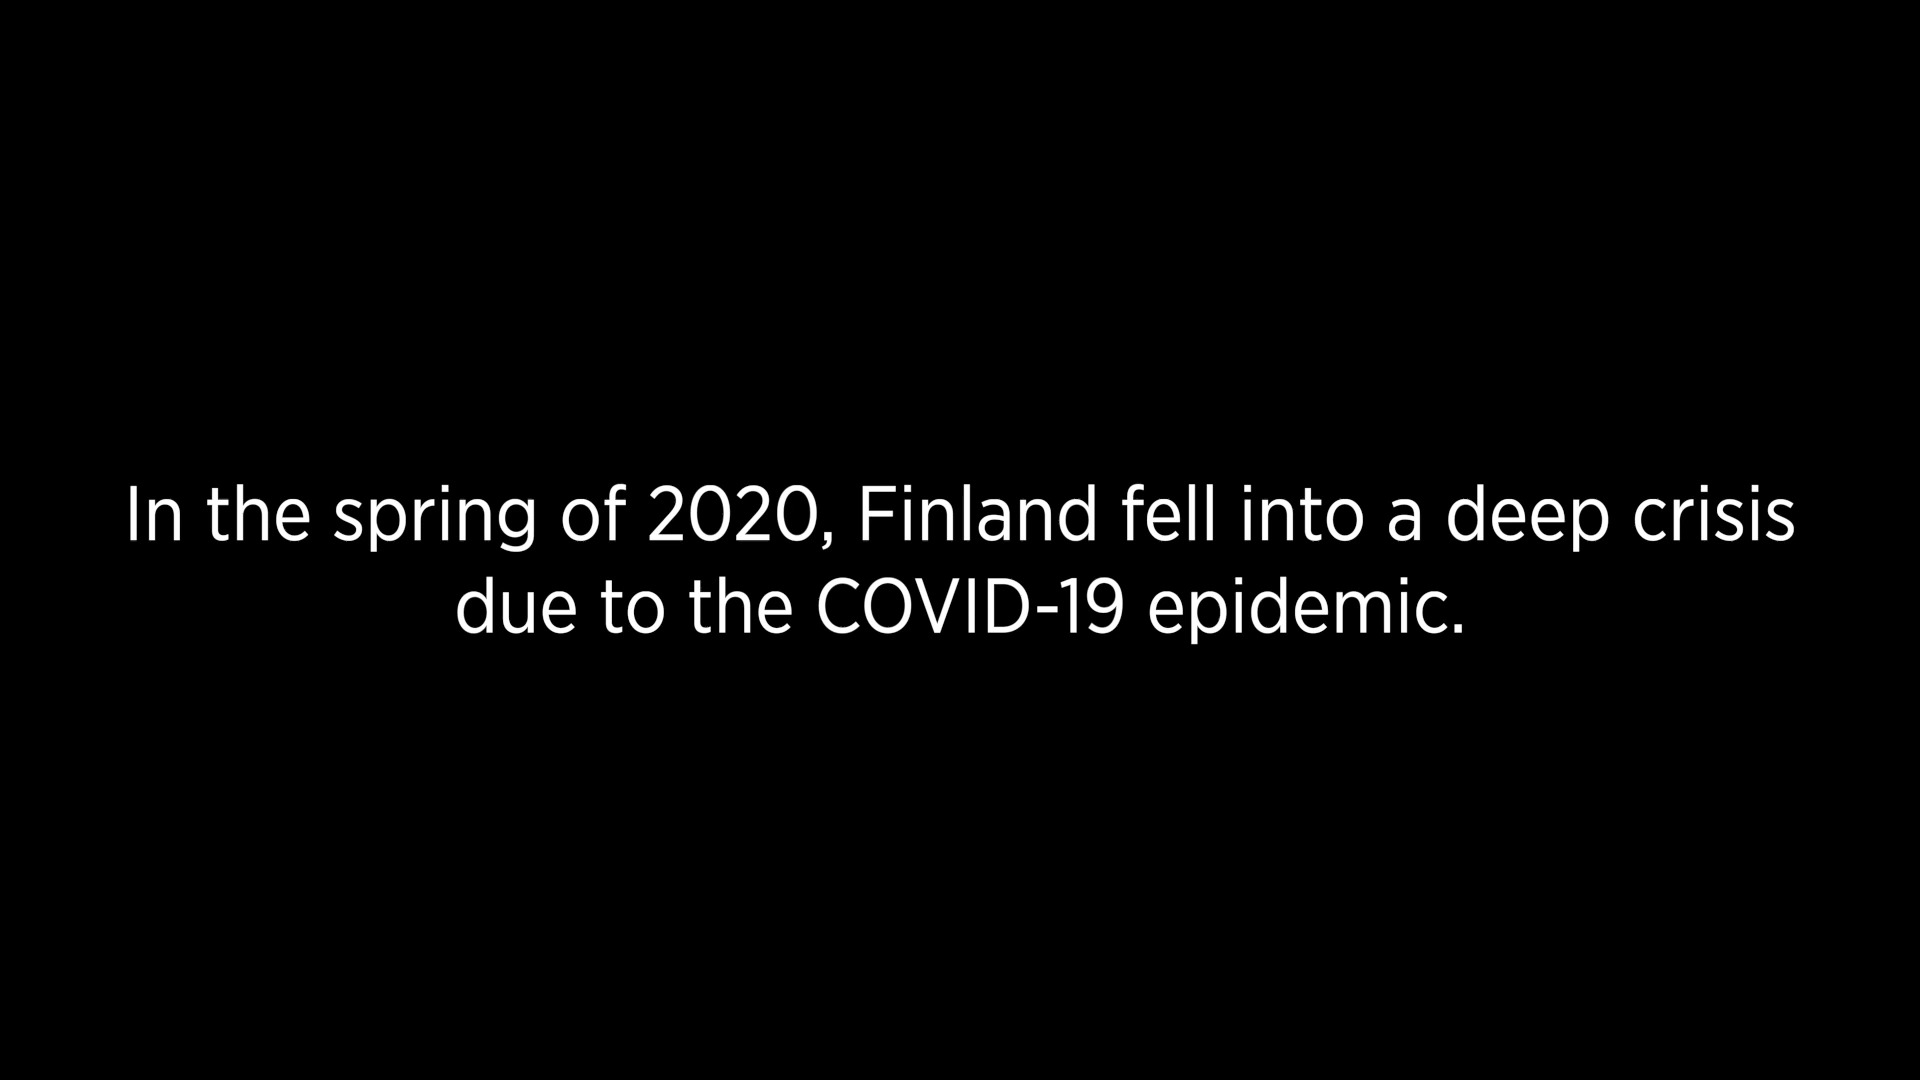 In the spring of 2020, Finland fell into a deep crisis
due to the COVID-19 epidemic.